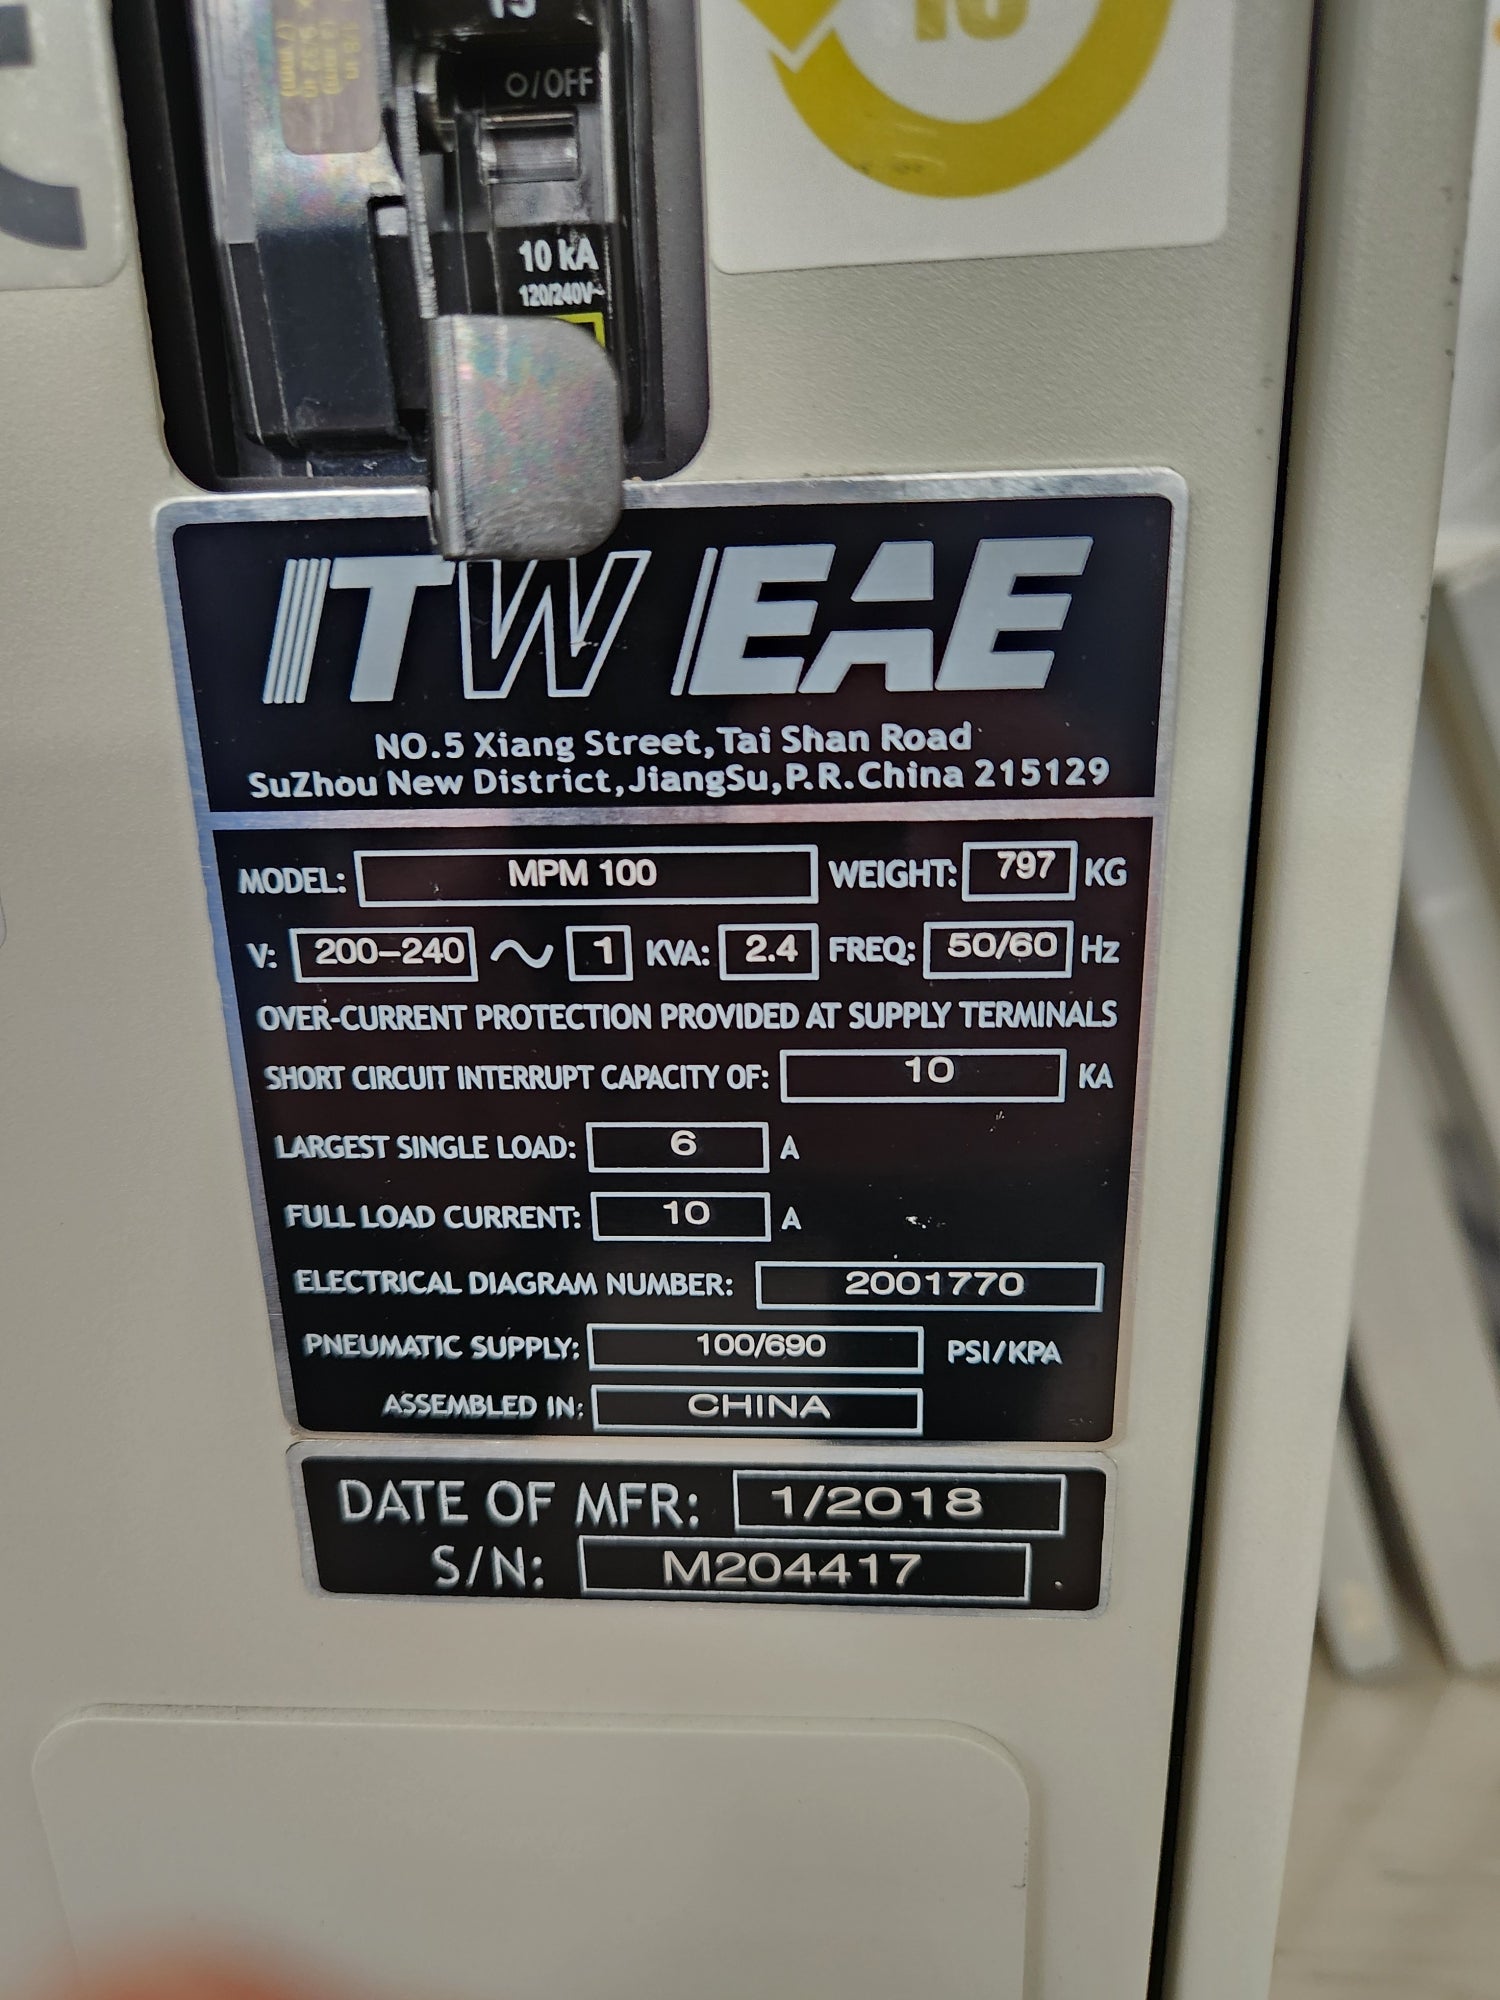 15
O/OFF
10 kA
120/240V~
10
ITW EAE
NO.5 Xiang Street,Tai Shan Road
SuZhou New District,JiangSu,P.R.China 215129
MODEL: MPM 100 WEIGHT: 797 KG
V: 200-240 ~ 1 KVA: 2.4 FREQ: 50/60 Hz
OVER-CURRENT PROTECTION PROVIDED AT SUPPLY TERMINALS
SHORT CIRCUIT INTERRUPT CAPACITY OF: 10 KA
LARGEST SINGLE LOAD: 6 A
FULL LOAD CURRENT: 10 A
ELECTRICAL DIAGRAM NUMBER: 2001770
PNEUMATIC SUPPLY: 100/690 PSI/KPA
ASSEMBLED IN: CHINA
DATE OF MFR: 1/2018
S/N: M204417